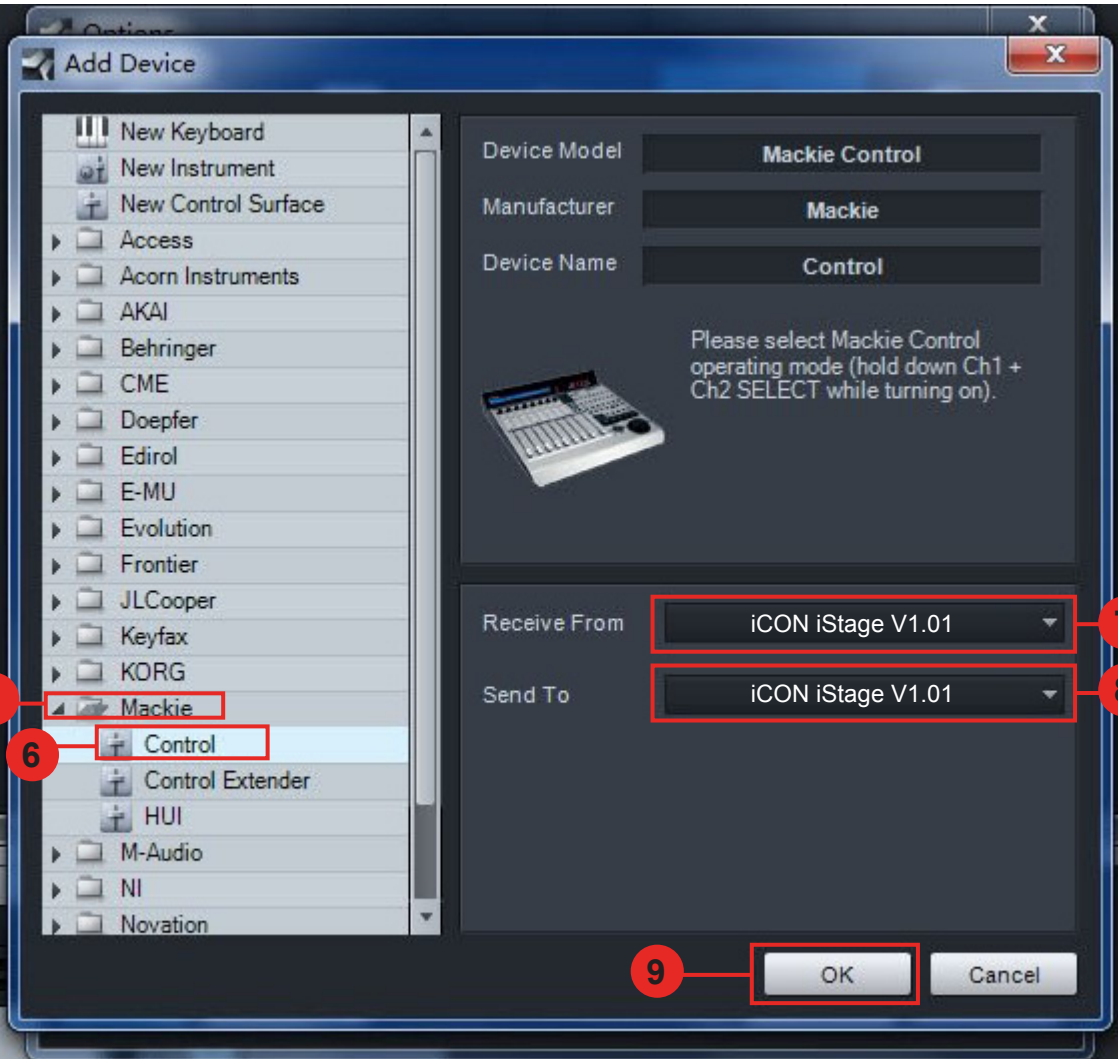 Options
Add Device
New Keyboard
New Instrument
New Control Surface
Access
Acorn Instruments
AKAI
Behringer
CME
Doepfer
Edirol
E-MU
Evolution
Frontier
JLCooper
Keyfax
KORG
Mackie
6
Control
Control Extender
HUI
M-Audio
NI
Novation
Device Model
Mackie Control
Manufacturer
Mackie
Device Name
Control
Please select Mackie Control
operating mode (hold down Ch1 +
Ch2 SELECT while turning on).
Receive From
iCON iStage V1.01
Send To
iCON iStage V1.01
8
9
OK
Cancel